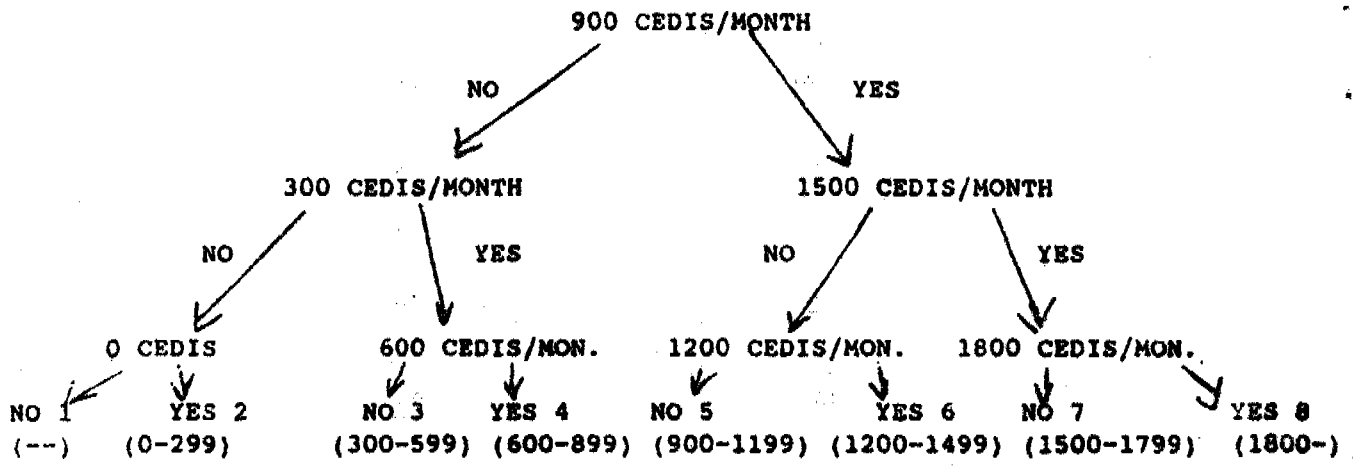 900 CEDIS/MONTH
NO YES
300 CEDIS/MONTH 1500 CEDIS/MONTH
NO YES NO YES
0 CEDIS 600 CEDIS/MON. 1200 CEDIS/MON. 1800 CEDIS/MON.
NO 1 YES 2 NO 3 YES 4 NO 5 YES 6 NO 7 YES 8
(--) (0-299) (300-599) (600-899) (900-1199) (1200-1499) (1500-1799) (1800-)